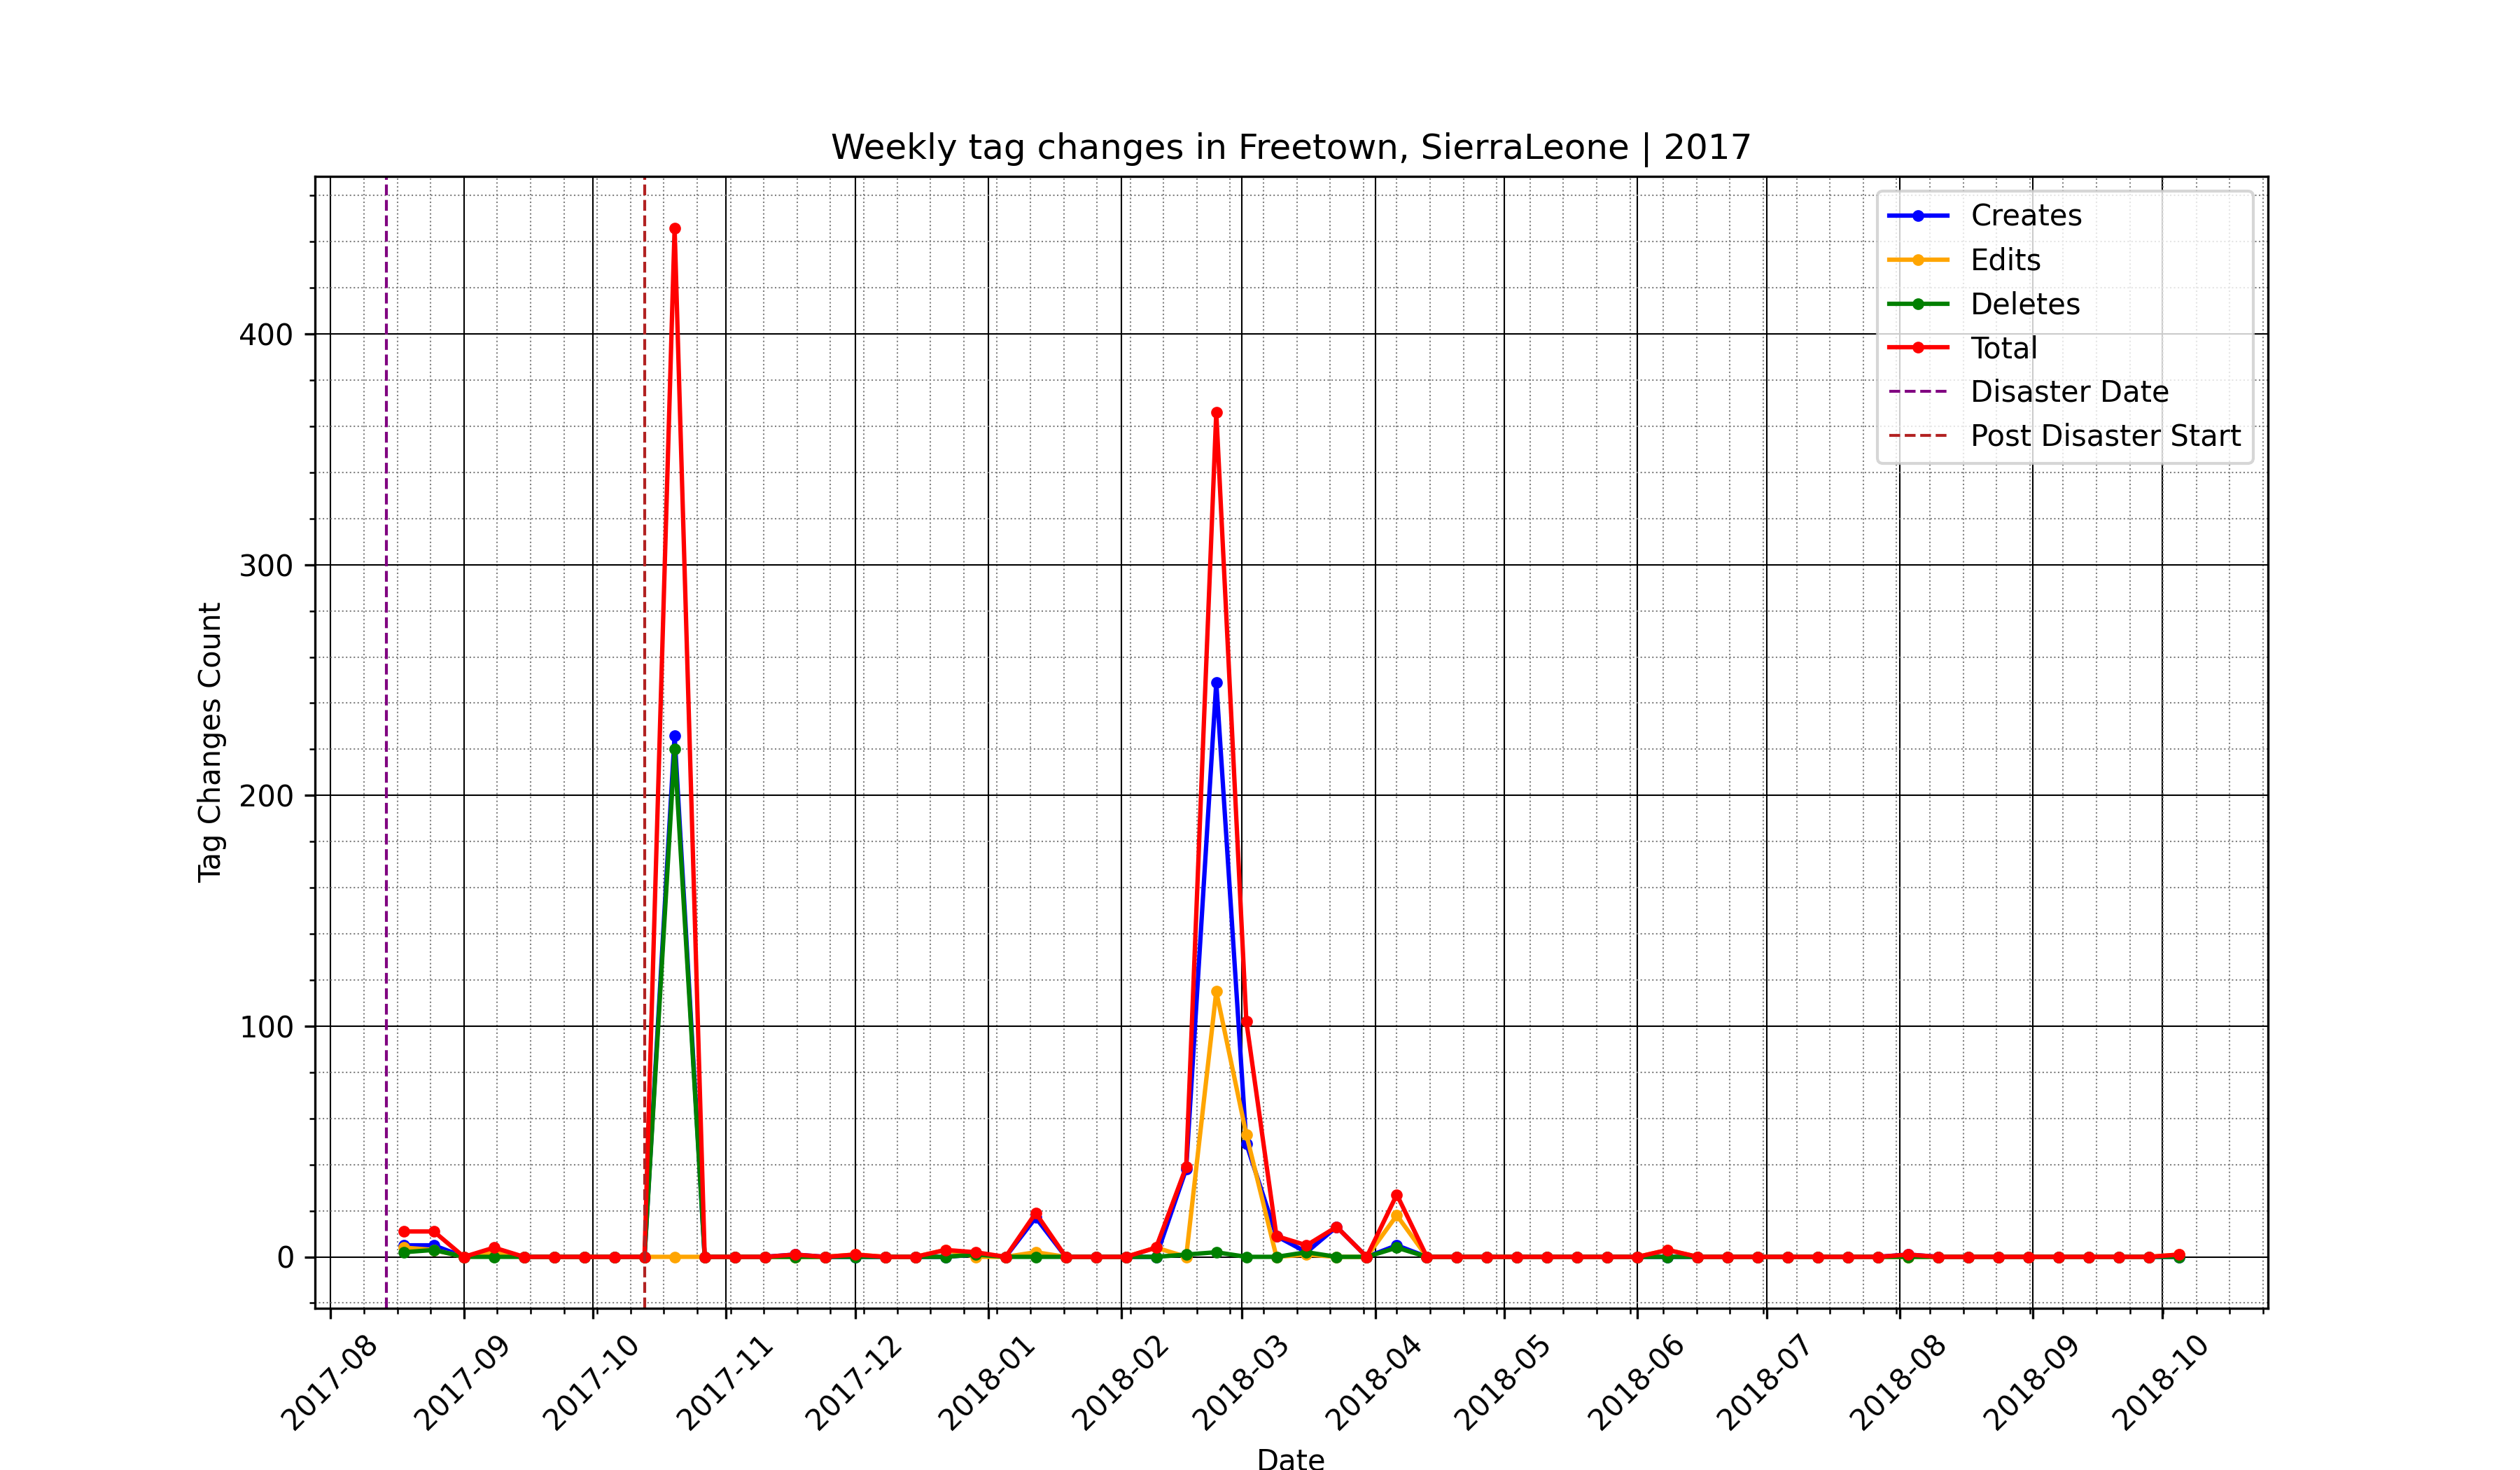 Weekly tag changes in Freetown, SierraLeone | 2017
Creates
Edits
Deletes
Total
Disaster Date
Post Disaster Start
Tag Changes Count
400
300
200
100
0
2017-08
2017-09
2017-10
2017-11
2017-12
2018-01
2018-02
2018-03
2018-04
2018-05
2018-06
2018-07
2018-08
2018-09
2018-10
Date